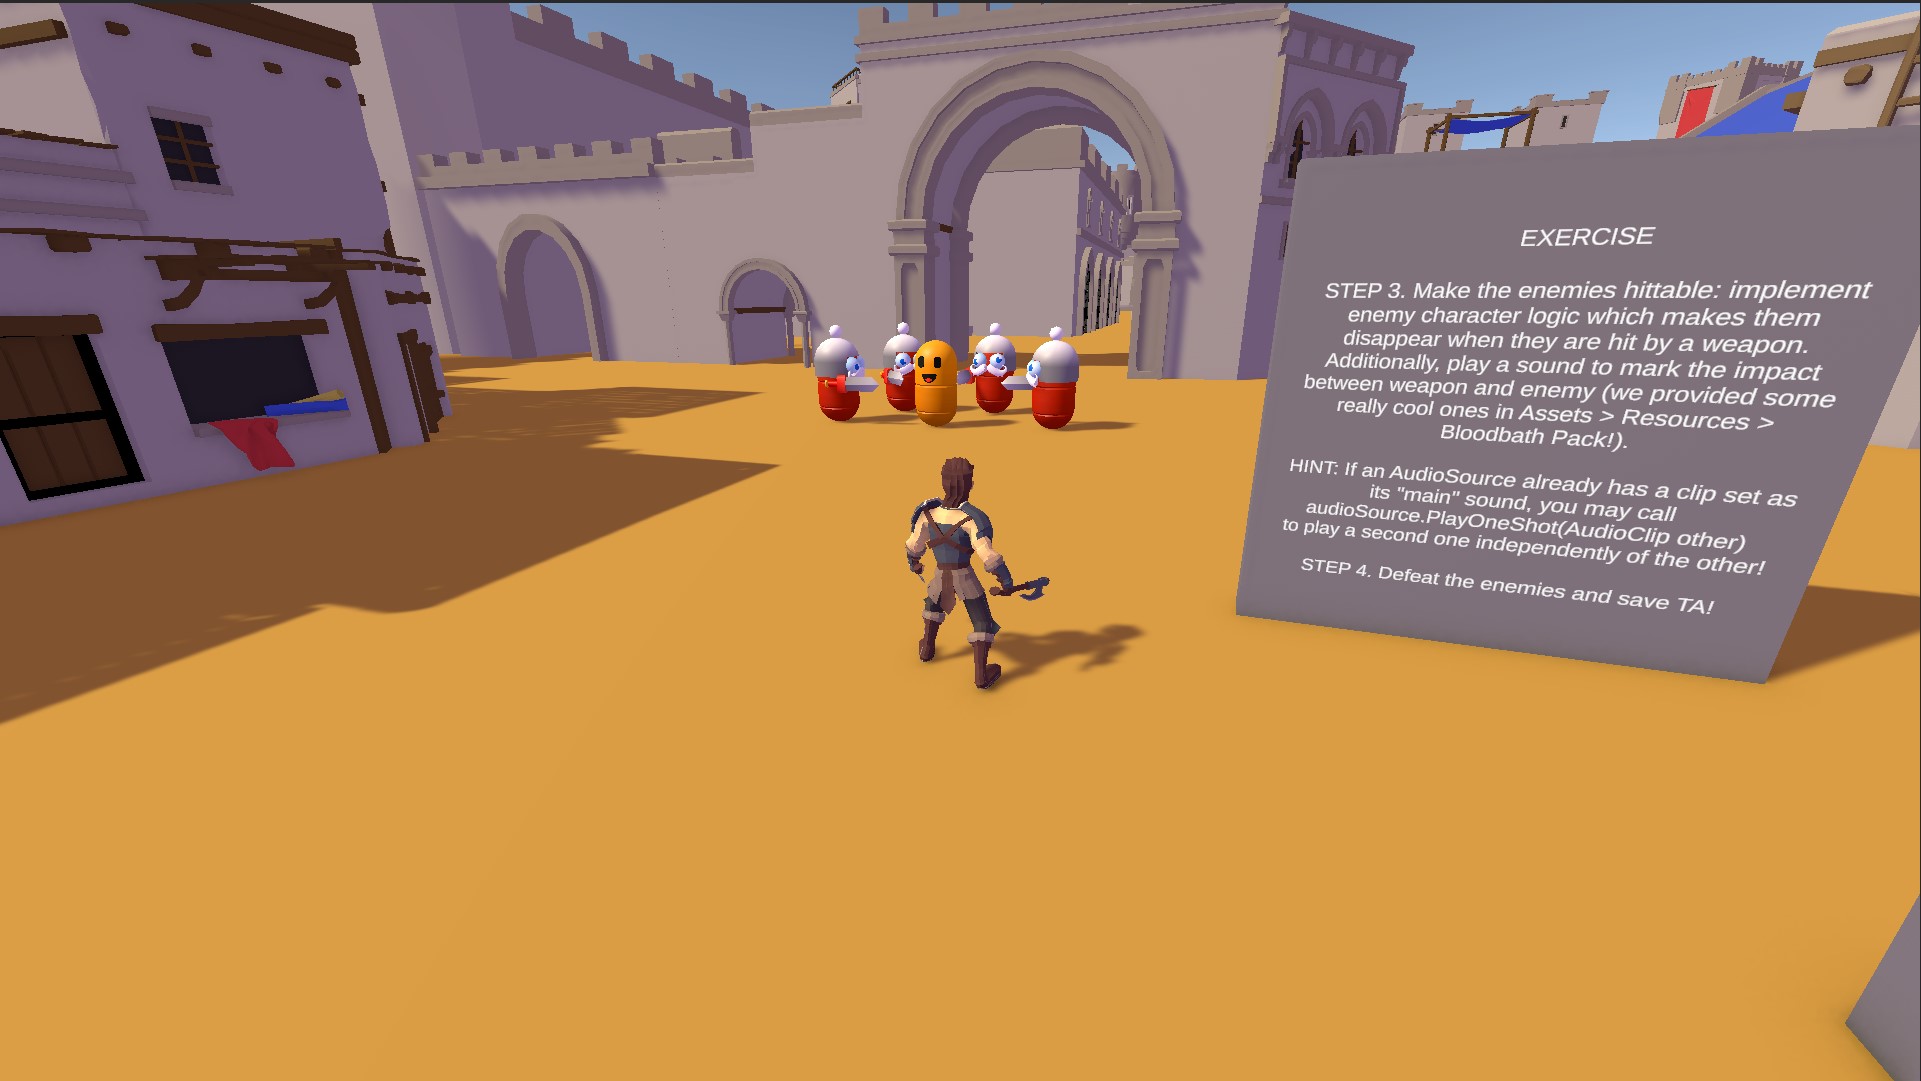 EXERCISE
STEP 3. Make the enemies hittable: implement
enemy character logic which makes them
disappear when they are hit by a weapon.
Additionally, play a sound to mark the impact
between weapon and enemy (we provided some
really cool ones in Assets > Resources >
Bloodbath Pack!).
HINT: If an AudioSource already has a clip set as
its "main" sound, you may call
audioSource.PlayOneShot(AudioClip other)
to play a second one independently of the other!
STEP 4. Defeat the enemies and save TA!